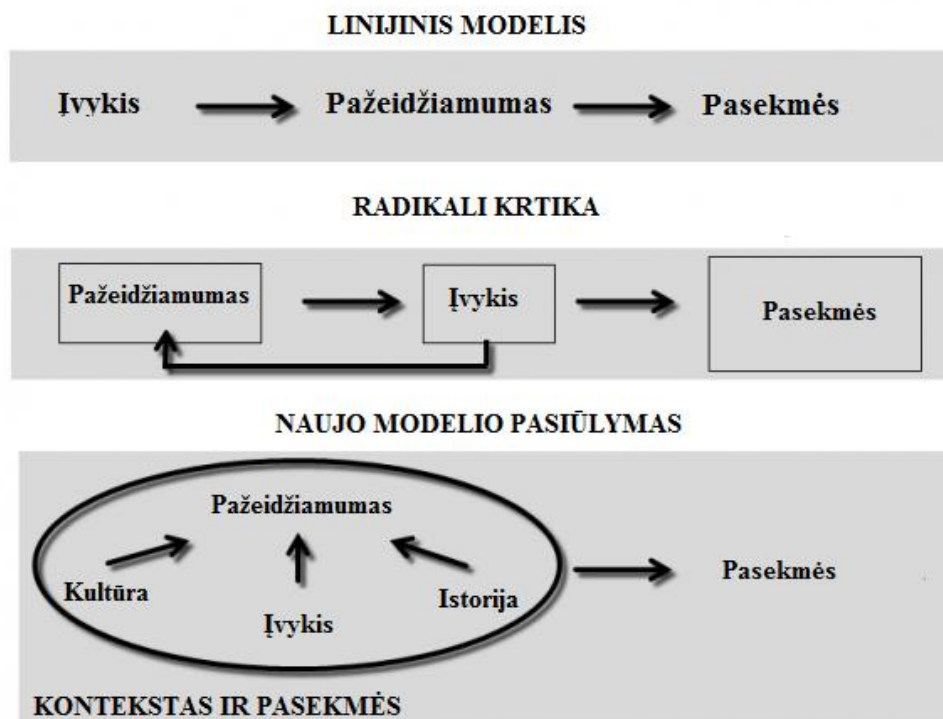 LINIJINIS MODELIS
Įvykis Pažeidžiamumas Pasekmės
RADIKALI KRTIKA
Pažeidžiamumas Įvykis Pasekmės
NAUJO MODELIO PASIŪLYMAS
Pažeidžiamumas
Kultūra Įvykis Istorija Pasekmės
KONTEKSTAS IR PASEKMĖS